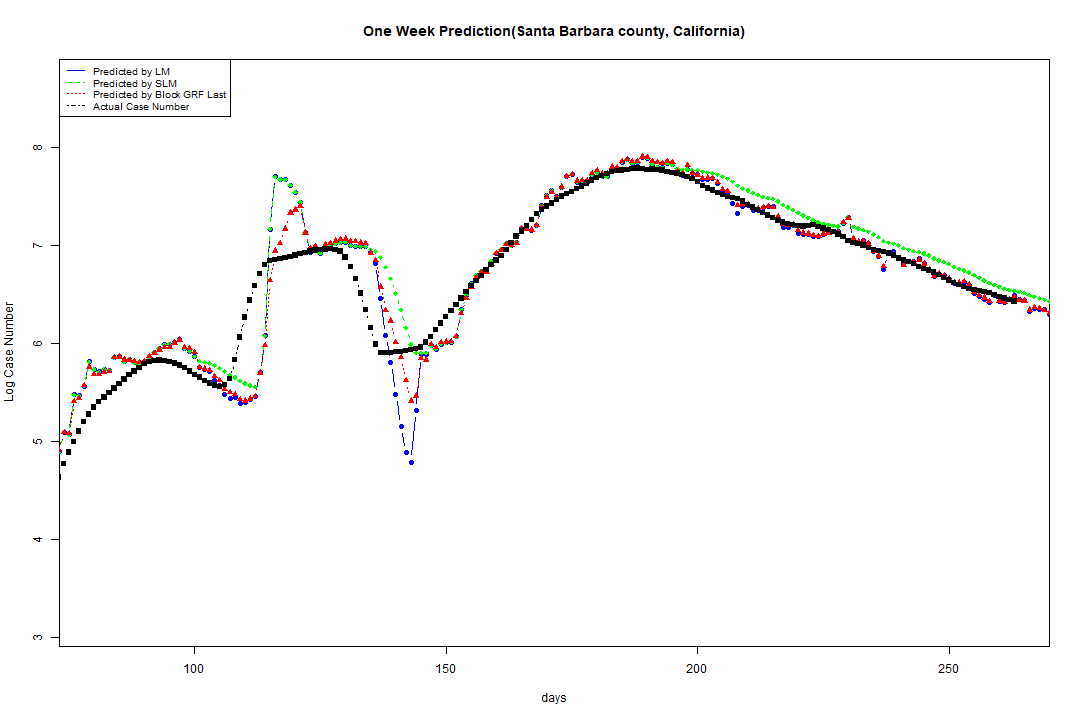 One Week Prediction(Santa Barbara county, California)
Predicted by LM
Predicted by SLM
Predicted by Block GRF Last
Actual Case Number
Log Case Number
8
7
6
5
4
3
100
150
200
250
days